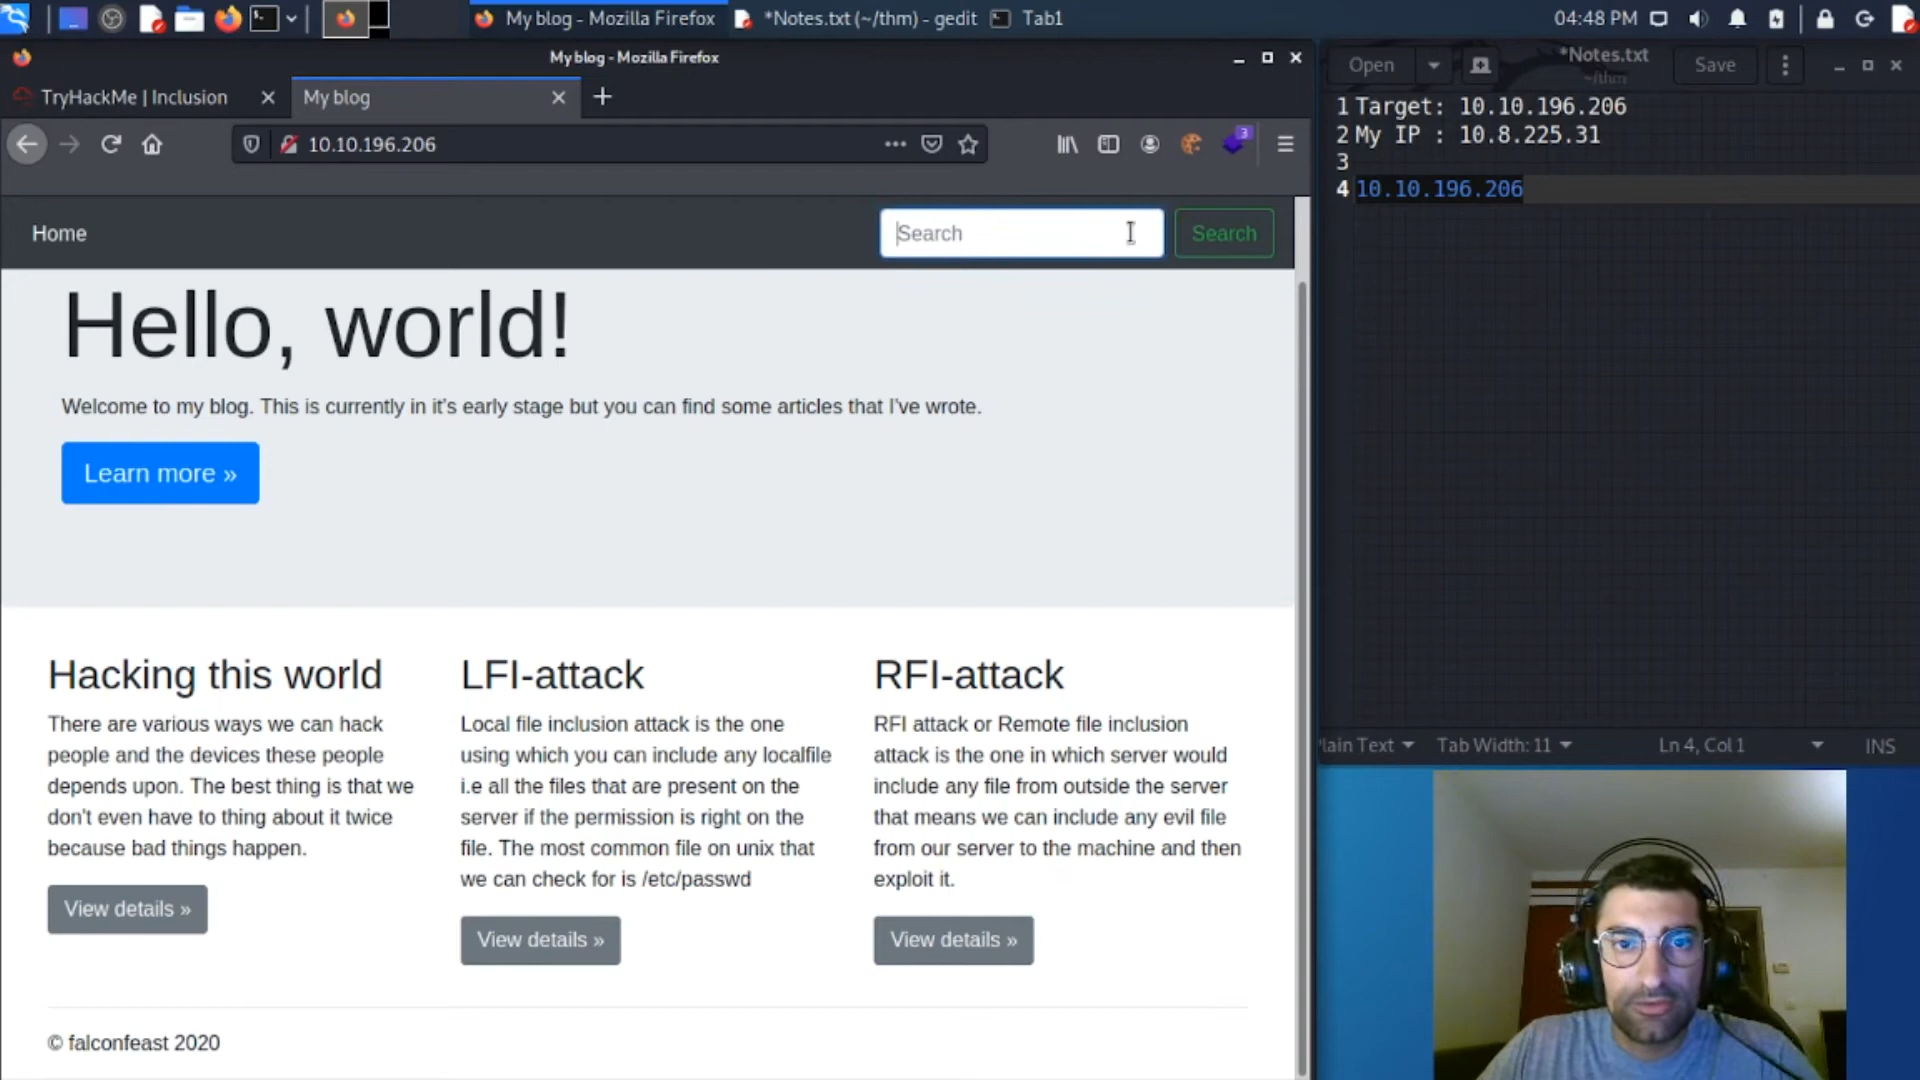 My blog - Mozilla Firefox
*Notes.txt (~/thm) - gedit
Tab1
04:48 PM
My blog - Mozilla Firefox
TryHackMe | Inclusion
My blog
10.10.196.206
3
Home
Search
Search
Hello, world!
Welcome to my blog. This is currently in it's early stage but you can find some articles that I've wrote.
Learn more »
Hacking this world
There are various ways we can hack
people and the devices these people
depends upon. The best thing is that we
don't even have to thing about it twice
because bad things happen.
View details »
LFI-attack
Local file inclusion attack is the one
using which you can include any localfile
i.e all the files that are present on the
server if the permission is right on the
file. The most common file on unix that
we can check for is /etc/passwd
View details »
RFI-attack
RFI attack or Remote file inclusion
attack is the one in which server would
include any file from outside the server
that means we can include any evil file
from our server to the machine and then
exploit it.
View details »
© falconfeast 2020
Open
*Notes.txt
~/thm
Save
1 Target: 10.10.196.206
2 My IP : 10.8.225.31
3
4 10.10.196.206
lain Text
Tab Width: 11
Ln 4, Col 1
INS